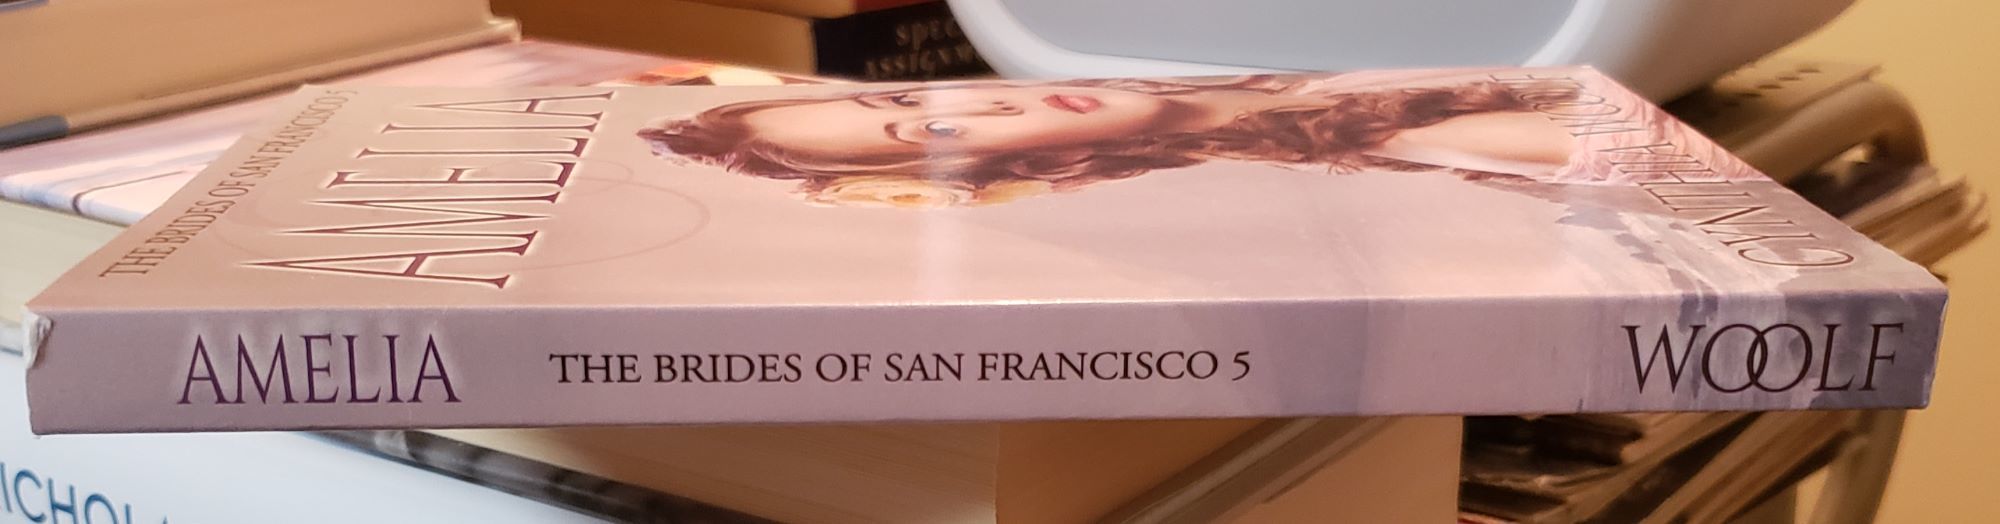 THE BRIDES OF SAN FRANCISCO 5
AMELIA
CYNTHIA WOOLF
AMELIA THE BRIDES OF SAN FRANCISCO 5 WOOLF